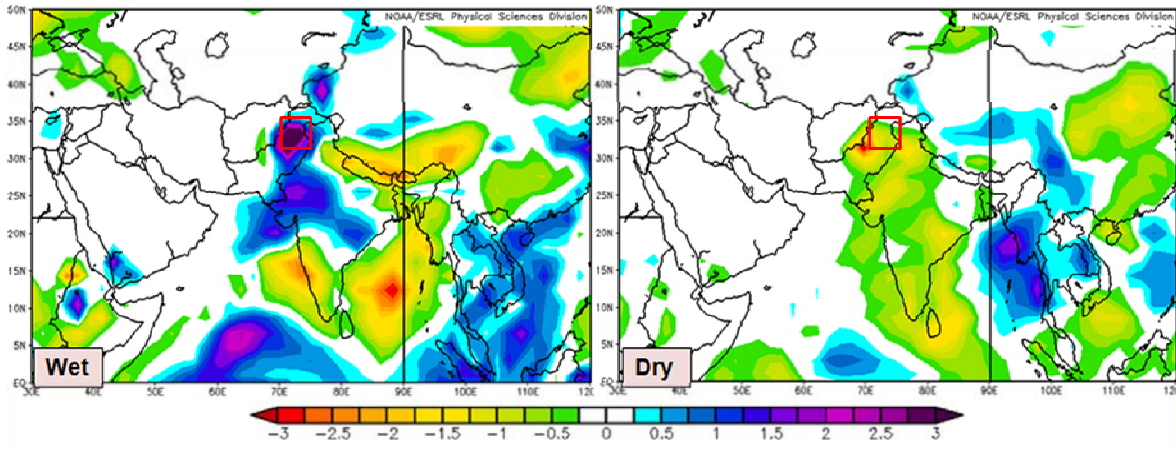 NOAA/ESRL Physical Sciences Division
50N
45N
40N
35N
30N
25N
20N
15N
10N
5N
EQ
30E 40E 50E 60E 70E 80E 90E 100E 110E
Wet
NOAA/ESRL Physical Sciences Division
50N
45N
40N
35N
30N
25N
20N
15N
10N
5N
EQ
30E 40E 50E 60E 70E 80E 90E 100E 110E
Dry
-3 -2.5 -2 -1.5 -1 -0.5 0 0.5 1 1.5 2 2.5 3